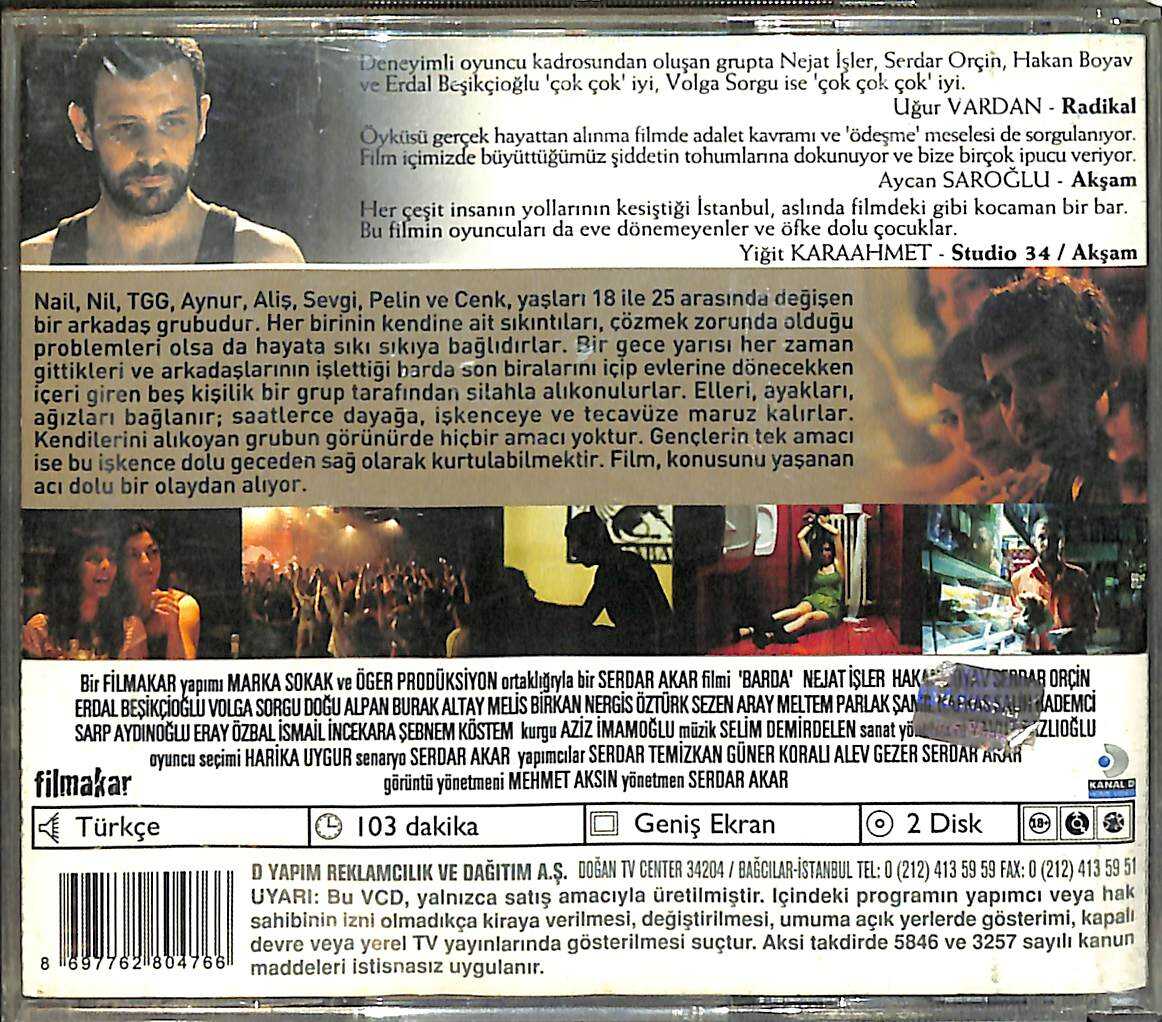 Deneyimli oyuncu kadrosundan oluşan grupta Nejat İşler, Serdar Orçin, Hakan Boyav
ve Erdal Beşikçioğlu 'çok çok' iyi, Volga Sorgu ise 'çok çok çok' iyi.
Uğur VARDAN - Radikal
Öyküsü gerçek hayattan alınma filmde adalet kavramı ve 'ödeşme' meselesi de sorgulanıyor.
Film içimizde büyüttüğümüz şiddetin tohumlarına dokunuyor ve bize birçok ipucu veriyor.
Aycan SAROĞLU - Akşam
Her çeşit insanın yollarının kesiştiği İstanbul, aslında filmdeki gibi kocaman bir bar.
Bu filmin oyuncuları da eve dönemeyenler ve öfke dolu çocuklar.
Yiğit KARAAHMET - Studio 34 / Akşam
Nail, Nil, TGG, Aynur, Aliş, Sevgi, Pelin ve Cenk, yaşları 18 ile 25 arasında değişen
bir arkadaş grubudur. Her birinin kendine ait sıkıntıları, çözmek zorunda olduğu
problemleri olsa da hayata sıkı sıkıya bağlıdırlar. Bir gece yarısı her zaman
gittikleri ve arkadaşlarının işlettiği barda son biralarını içip evlerine dönecekken
içeri giren beş kişilik bir grup tarafından silahla alıkonulurlar. Elleri, ayakları,
ağızları bağlanır; saatlerce dayağa, işkenceye ve tecavüze maruz kalırlar.
Kendilerini alıkoyan grubun görünürde hiçbir amacı yoktur. Gençlerin tek amacı
ise bu işkence dolu geceden sağ olarak kurtulabilmektir. Film, konusunu yaşanan
acı dolu bir olaydan alıyor.
Bir FİLMAKAR yapımı MARKA SOKAK ve ÖGER PRODÜKSİYON ortaklığıyla bir SERDAR AKAR filmi 'BARDA' NEJAT İŞLER SERDAR ORÇİN
ERDAL BEŞİKÇİOĞLU VOLGA SORGU DOĞU ALPAN BURAK ALTAY MELİS BİRKAN NERGİS ÖZTÜRK SEZEN ARAY MELTEM PARLAK
SARP AYDINOĞLU ERAY ÖZBAL İSMAİL İNCEKARA ŞEBNEM KÖSTEM kurgu AZİZ İMAMOĞLU müzik SELİM DEMİRDELEN sanat
oyuncu seçimi HARİKA UYGUR senaryo SERDAR AKAR yapımcılar SERDAR TEMİZKAN GÜNER KORALI ALEV GEZER SERDAR AKAR
görüntü yönetmeni MEHMET AKSIN yönetmen SERDAR AKAR
filmakar
KANAL D
HOME VIDEO
Türkçe
103 dakika
Geniş Ekran
2 Disk
18+
D YAPIM REKLAMCILIK VE DAĞITIM A.Ş. DOĞAN TV CENTER 34204 / BAĞCILAR-İSTANBUL TEL: 0 (212) 413 59 59 FAX: 0 (212) 413 59 51
UYARI: Bu VCD, yalnızca satış amacıyla üretilmiştir. İçindeki programın yapımcı veya hak
sahibinin izni olmadıkça kiraya verilmesi, değiştirilmesi, umuma açık yerlerde gösterimi, kapalı
devre veya yerel TV yayınlarında gösterilmesi suçtur. Aksi takdirde 5846 ve 3257 sayılı kanun
maddeleri istisnasız uygulanır.
8 697762 804766